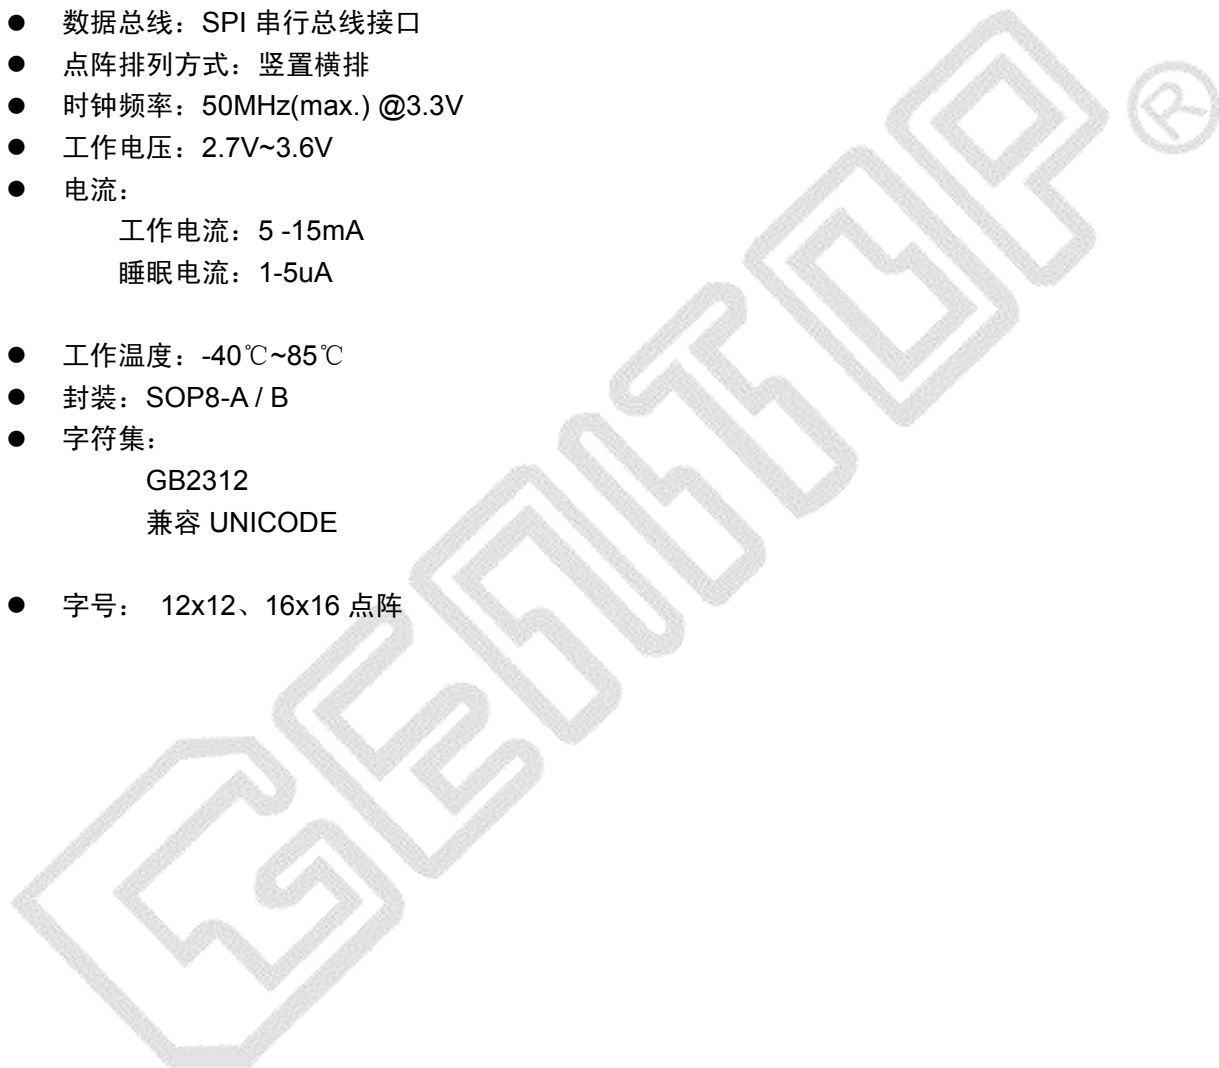 ● 数据总线：SPI 串行总线接口
● 点阵排列方式：竖置横排
● 时钟频率：50MHz(max.) @3.3V
● 工作电压：2.7V~3.6V
● 电流：
工作电流：5 -15mA
睡眠电流：1-5uA
● 工作温度：-40℃~85℃
● 封装：SOP8-A / B
● 字符集：
GB2312
兼容 UNICODE
● 字号： 12x12、16x16 点阵
GENITOP®